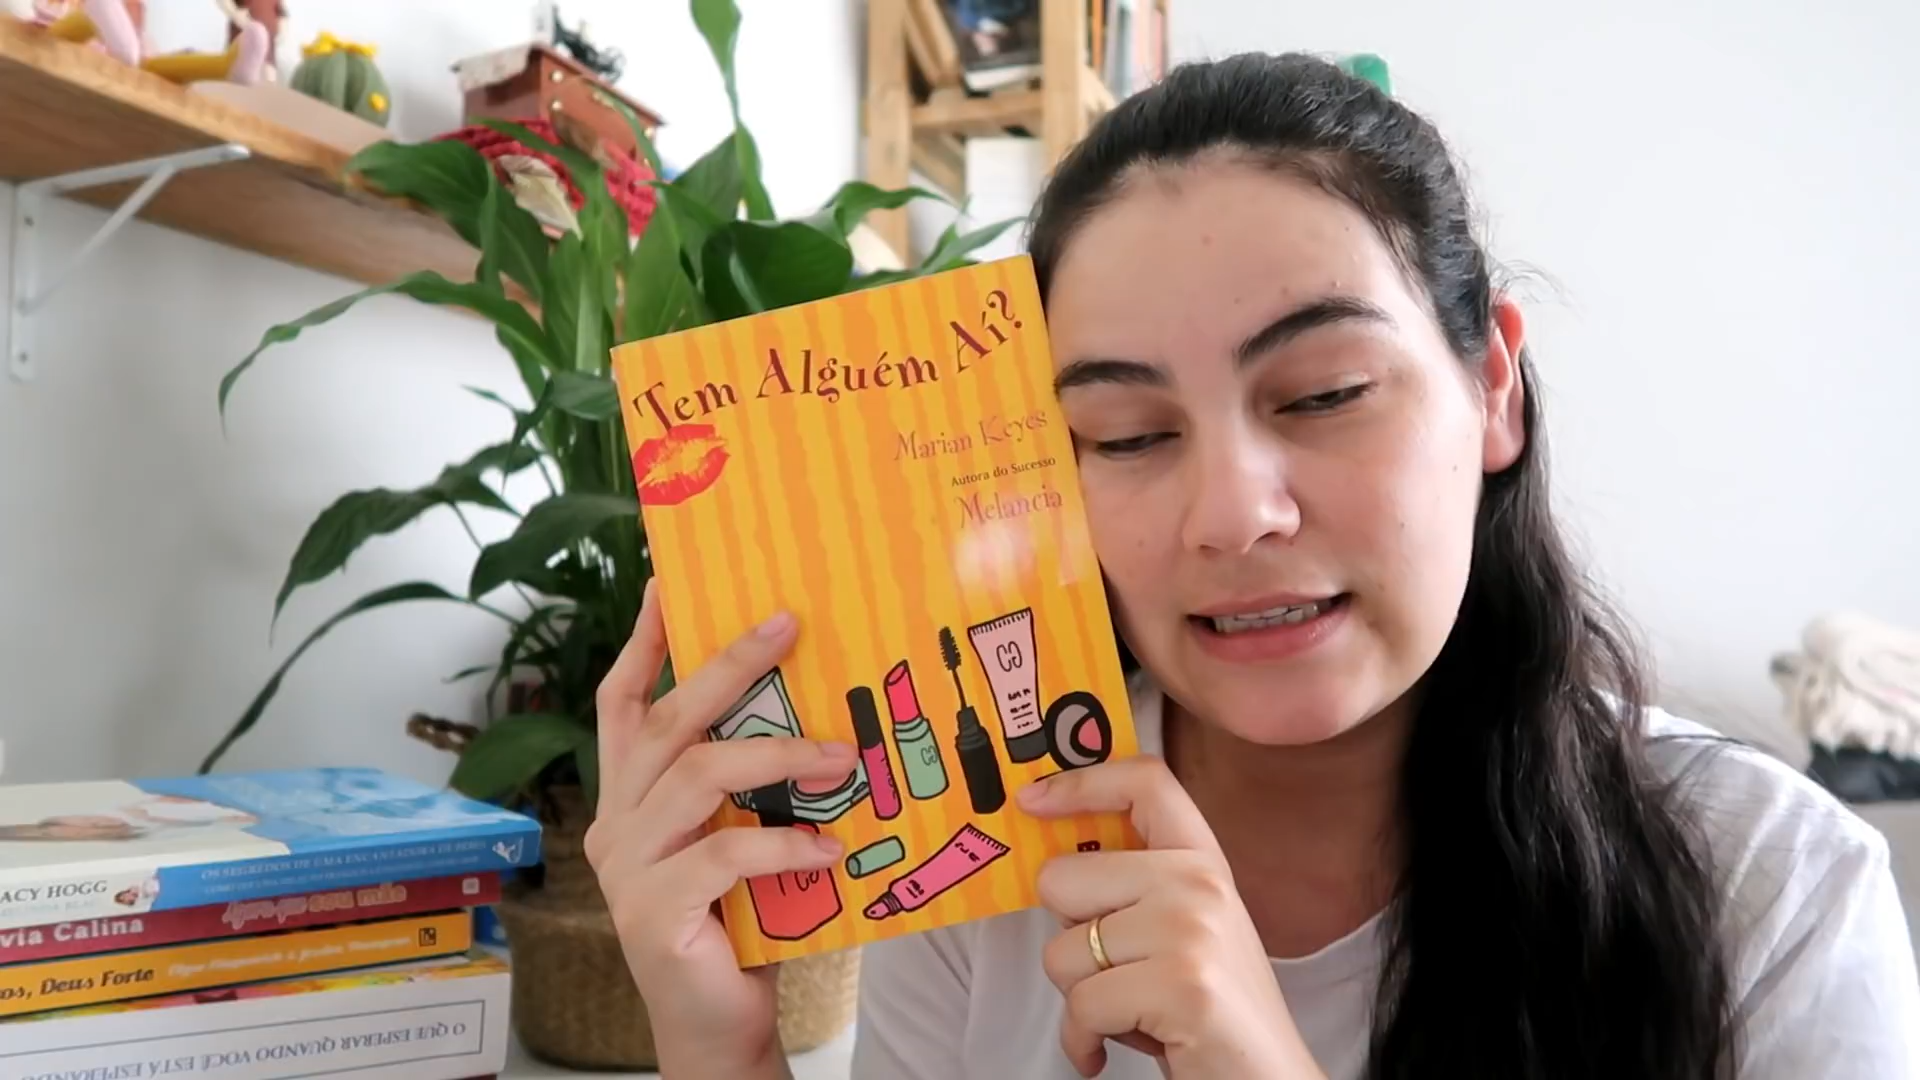 Tem Alguém Aí?
Marian Keyes
Autora do Sucesso
Melancia
OS SEGREDOS DE UMA ENCANTADORA DE BEBÊS
ACY HOGG
via Calina
Agora que sou mãe
os, Deus Forte
O QUE ESPERAR QUANDO VOCÊ ESTÁ ESPERANDO